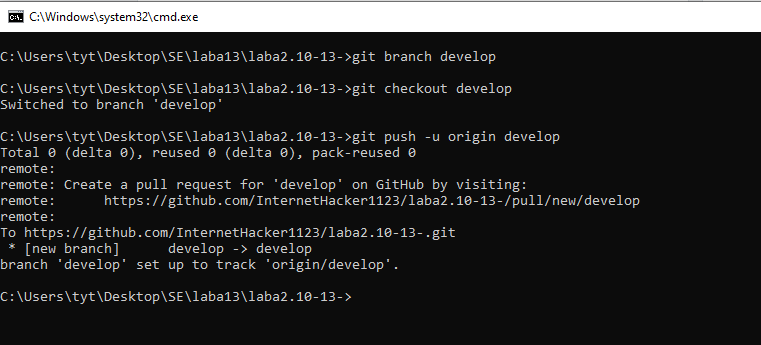 C:\Windows\system32\cmd.exe
C:\Users\tyt\Desktop\SE\laba13\laba2.10-13->git branch develop
C:\Users\tyt\Desktop\SE\laba13\laba2.10-13->git checkout develop
Switched to branch 'develop'
C:\Users\tyt\Desktop\SE\laba13\laba2.10-13->git push -u origin develop
Total 0 (delta 0), reused 0 (delta 0), pack-reused 0
remote:
remote: Create a pull request for 'develop' on GitHub by visiting:
remote:      https://github.com/InternetHacker1123/laba2.10-13-/pull/new/develop
remote:
To https://github.com/InternetHacker1123/laba2.10-13-.git
 * [new branch]      develop -> develop
branch 'develop' set up to track 'origin/develop'.
C:\Users\tyt\Desktop\SE\laba13\laba2.10-13->